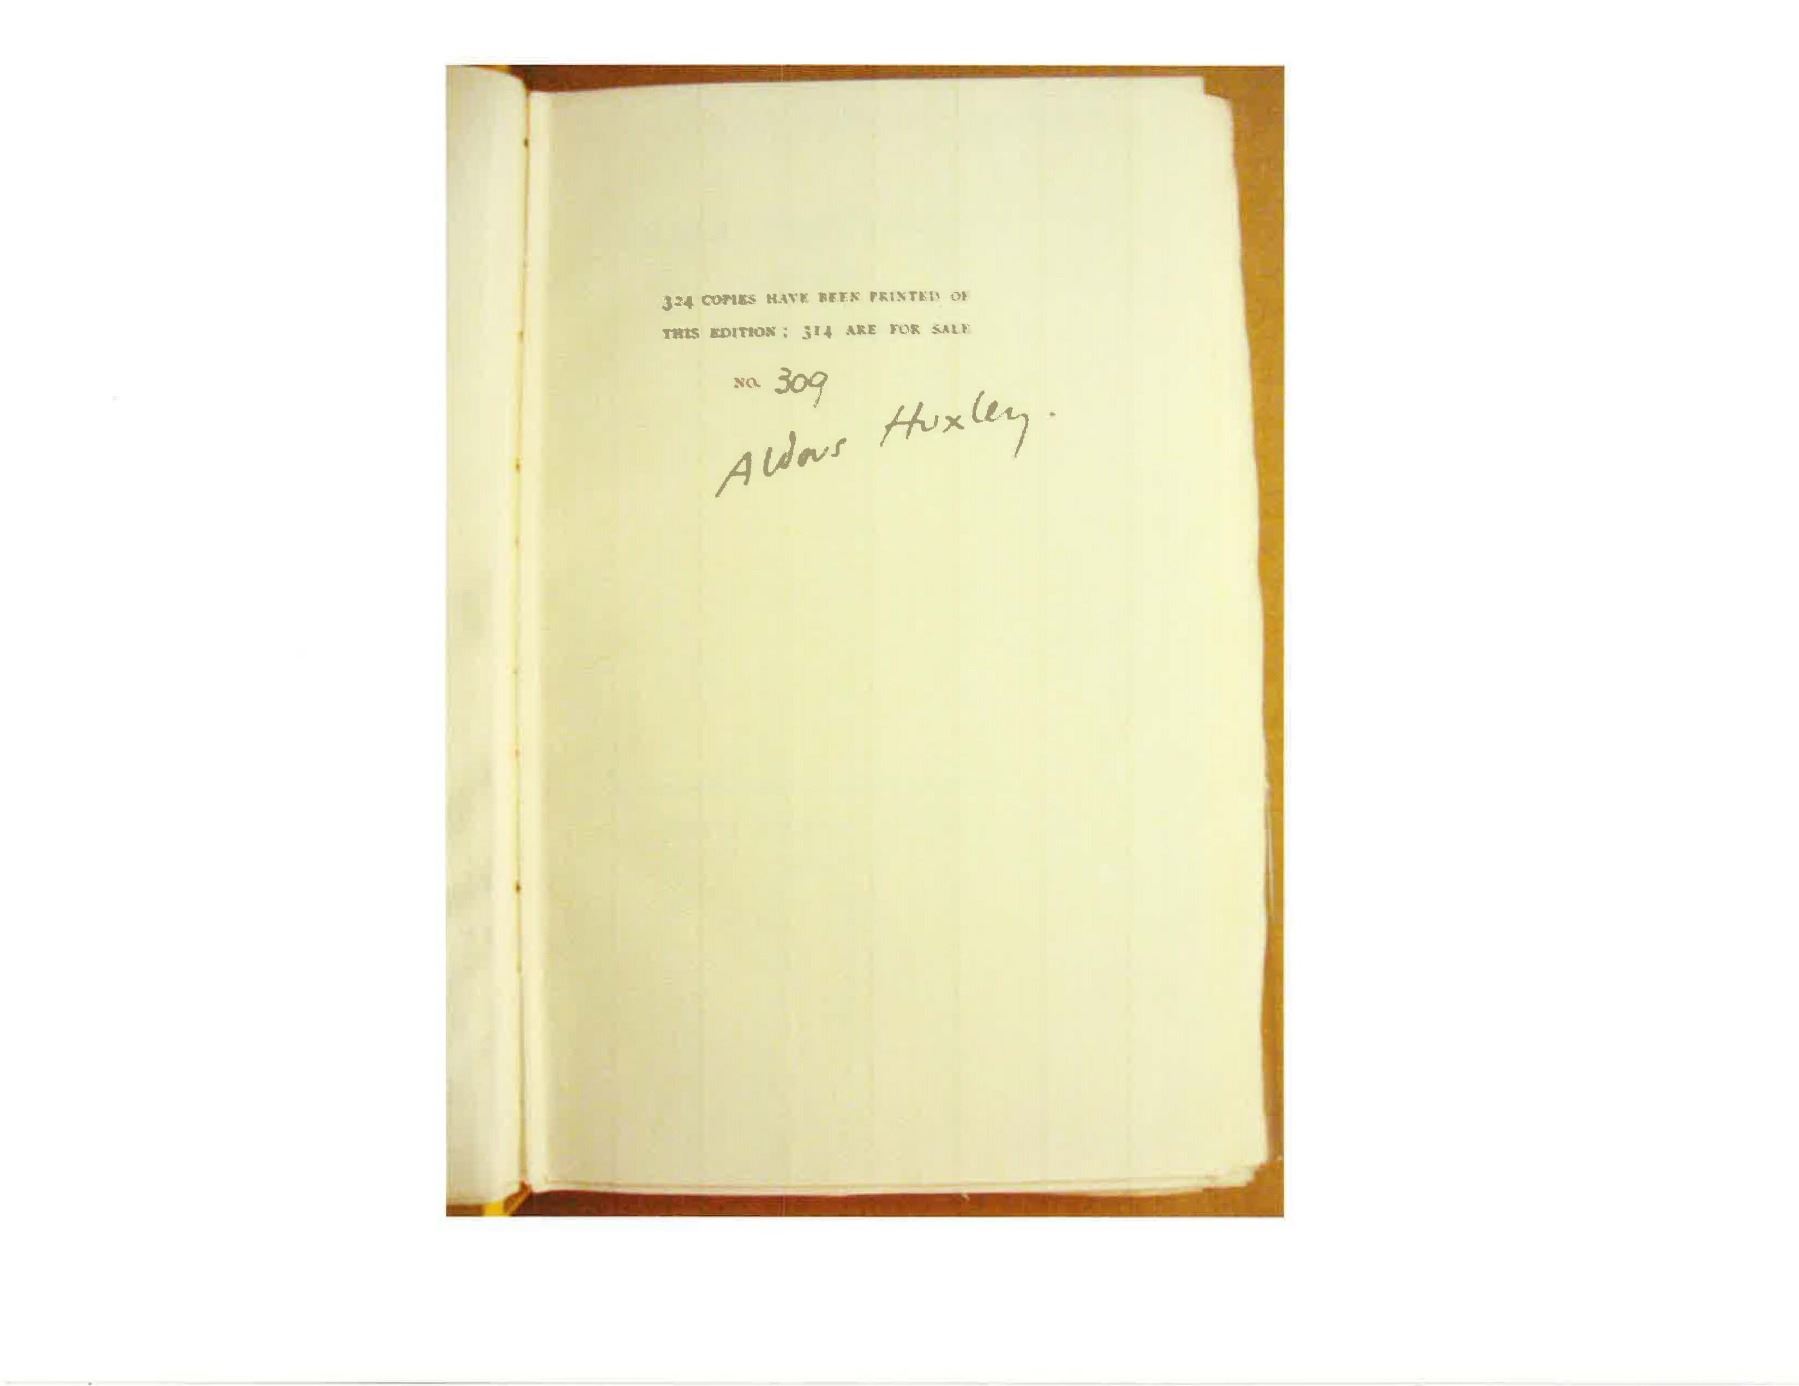 324 COPIES HAVE BEEN PRINTED OF
THIS EDITION; 314 ARE FOR SALE
NO. 309
Aldous Huxley.